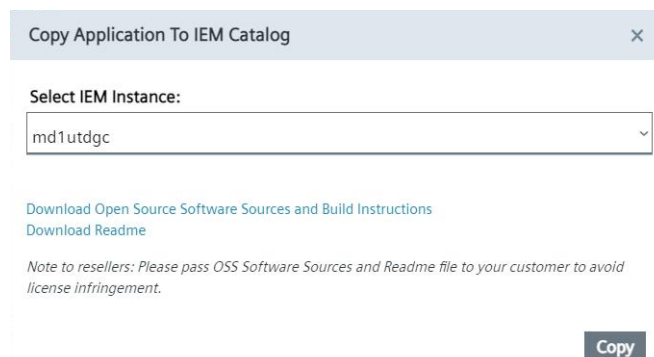 Copy Application To IEM Catalog
Select IEM Instance:
md1utdgc
Download Open Source Software Sources and Build Instructions
Download Readme
Note to resellers: Please pass OSS Software Sources and Readme file to your customer to avoid
license infringement.
Copy